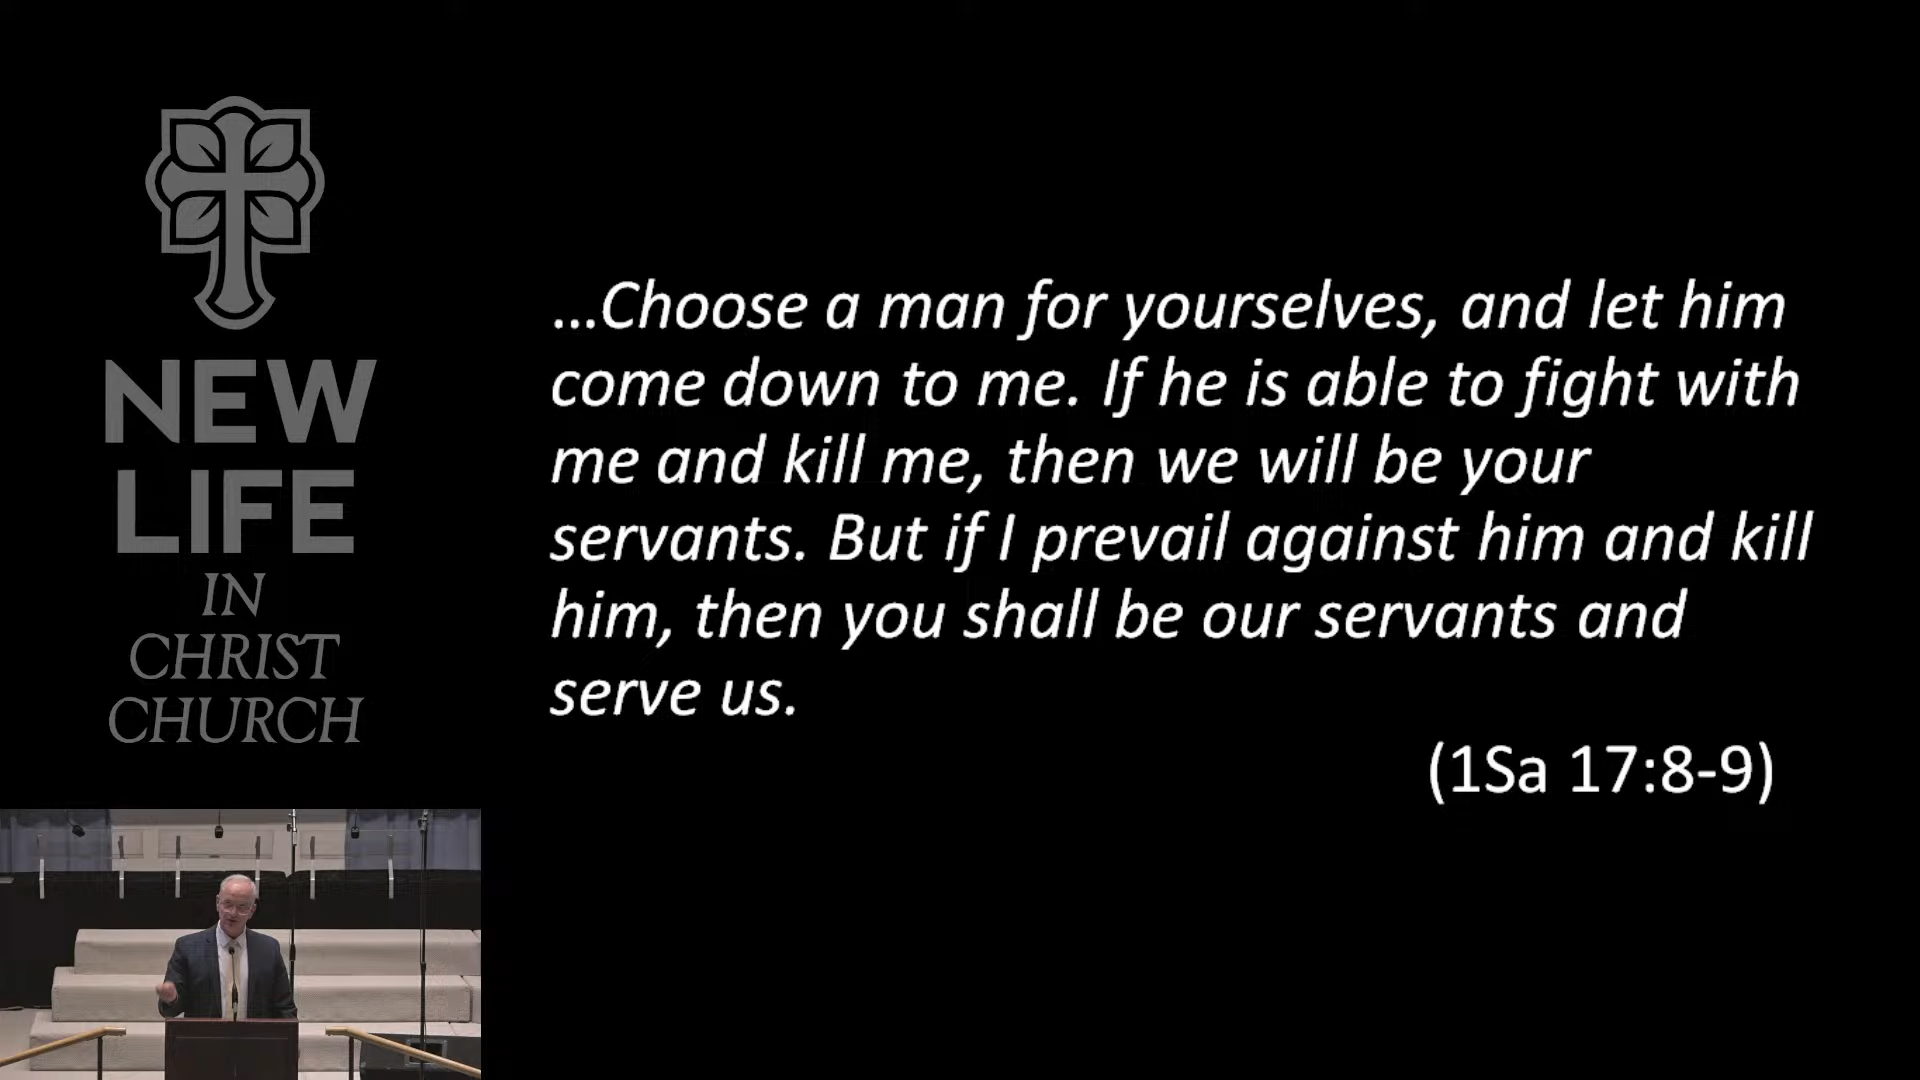 NEW
LIFE
IN
CHRIST
CHURCH
...Choose a man for yourselves, and let him
come down to me. If he is able to fight with
me and kill me, then we will be your
servants. But if I prevail against him and kill
him, then you shall be our servants and
serve us.
(1Sa 17:8-9)